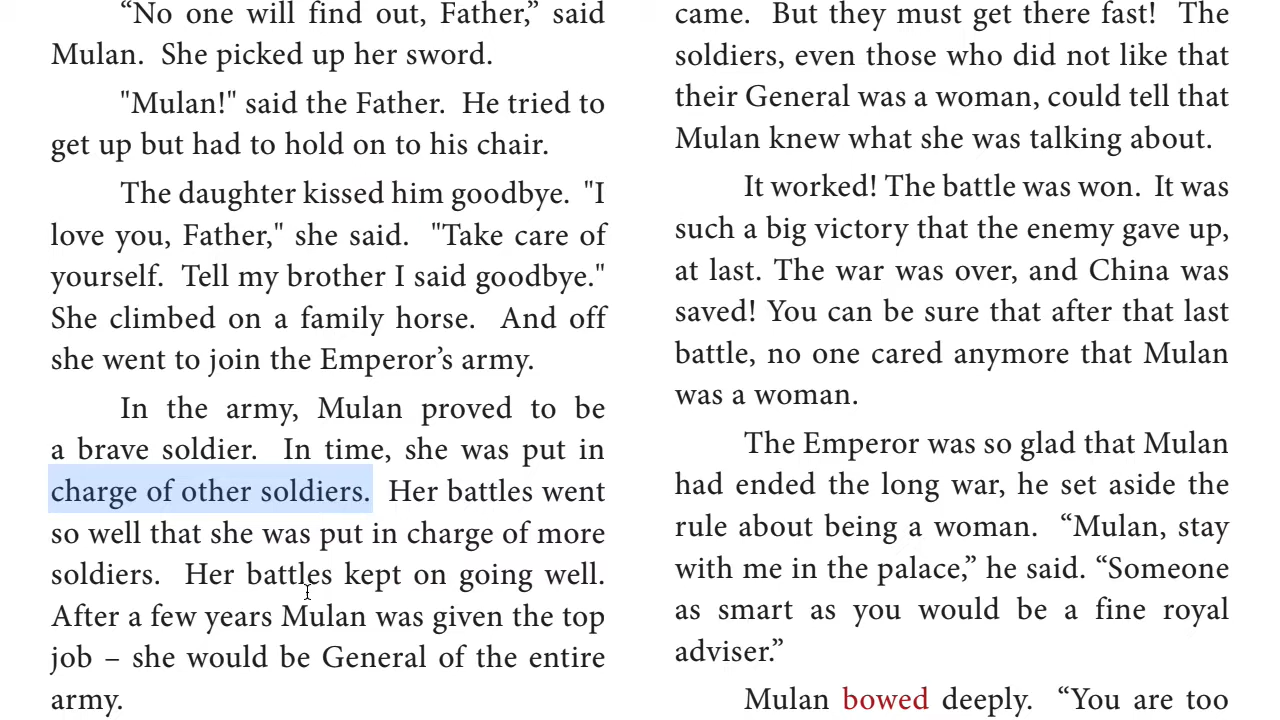 “No one will find out, Father,” said
Mulan.  She picked up her sword.
"Mulan!" said the Father.  He tried to
get up but had to hold on to his chair.
The daughter kissed him goodbye.  "I
love you, Father," she said.  "Take care of
yourself.  Tell my brother I said goodbye."
She climbed on a family horse.  And off
she went to join the Emperor’s army.
In the army, Mulan proved to be
a brave soldier.  In time, she was put in
charge of other soldiers.  Her battles went
so well that she was put in charge of more
soldiers.  Her battles kept on going well.
After a few years Mulan was given the top
job – she would be General of the entire
army.
came.  But they must get there fast!  The
soldiers, even those who did not like that
their General was a woman, could tell that
Mulan knew what she was talking about.
It worked! The battle was won.  It was
such a big victory that the enemy gave up,
at last. The war was over, and China was
saved! You can be sure that after that last
battle, no one cared anymore that Mulan
was a woman.
The Emperor was so glad that Mulan
had ended the long war, he set aside the
rule about being a woman.  “Mulan, stay
with me in the palace,” he said. “Someone
as smart as you would be a fine royal
adviser.”
Mulan bowed deeply.  “You are too